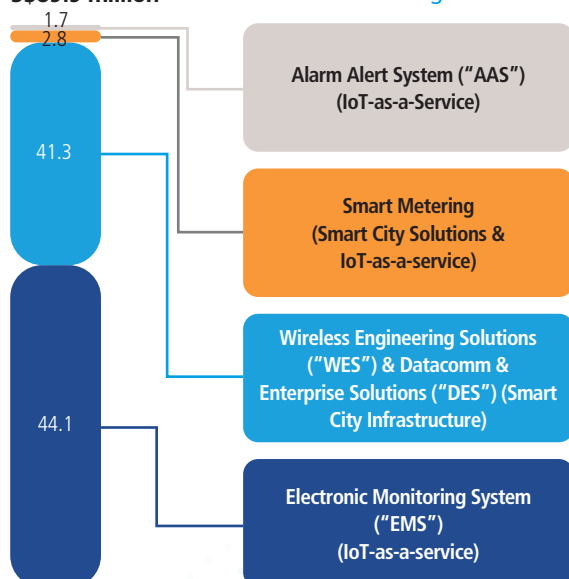 1.7
2.8
41.3
44.1
Alarm Alert System (“AAS”)
(IoT-as-a-Service)
Smart Metering
(Smart City Solutions &
IoT-as-a-service)
Wireless Engineering Solutions
(“WES”) & Datacomm &
Enterprise Solutions (“DES”) (Smart
City Infrastructure)
Electronic Monitoring System
(“EMS”)
(IoT-as-a-service)